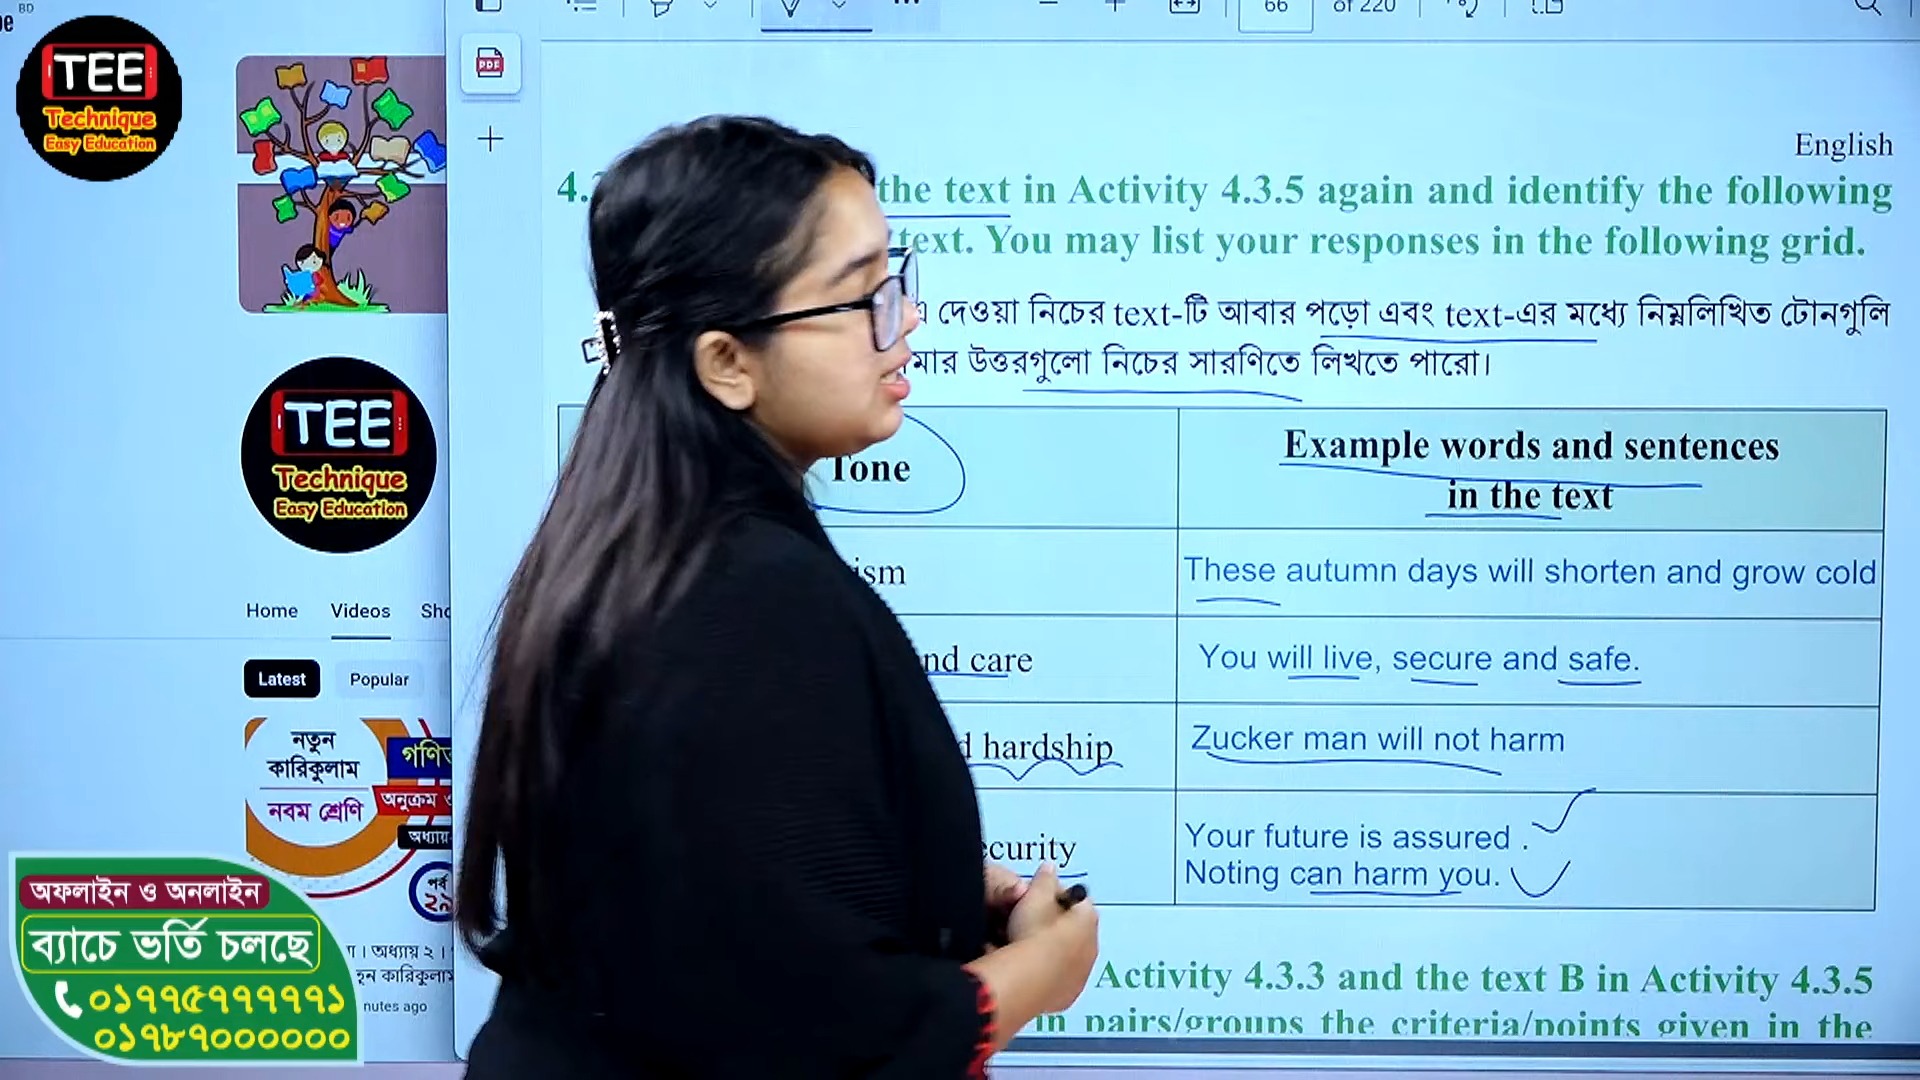 BD
TEE
Technique
Easy Education
TEE
Technique
Easy Education
Home Videos
Latest Popular
নতুন
কারিকুলাম
নবম শ্রেণি
পর্ব
২৯
। অধ্যায় ২ ।
nutes ago
অফলাইন ও অনলাইন
ব্যাচে ভর্তি চলছে
০১৭৭৫৭৭৭৭৭১
০১৭৮৭০০০০০০
PDF
66 of 220
English
the text in Activity 4.3.5 again and identify the following
text. You may list your responses in the following grid.
দেওয়া নিচের text-টি আবার পড়ো এবং text-এর মধ্যে নিম্নলিখিত টোনগুলি
উত্তরগুলো নিচের সারণিতে লিখতে পারো।
Tone
Example words and sentences
in the text
These autumn days will shorten and grow cold
care
You will live, secure and safe.
hardship
Zucker man will not harm
Your future is assured .
Noting can harm you.
Activity 4.3.3 and the text B in Activity 4.3.5
in pairs/groups the criteria/points given in the